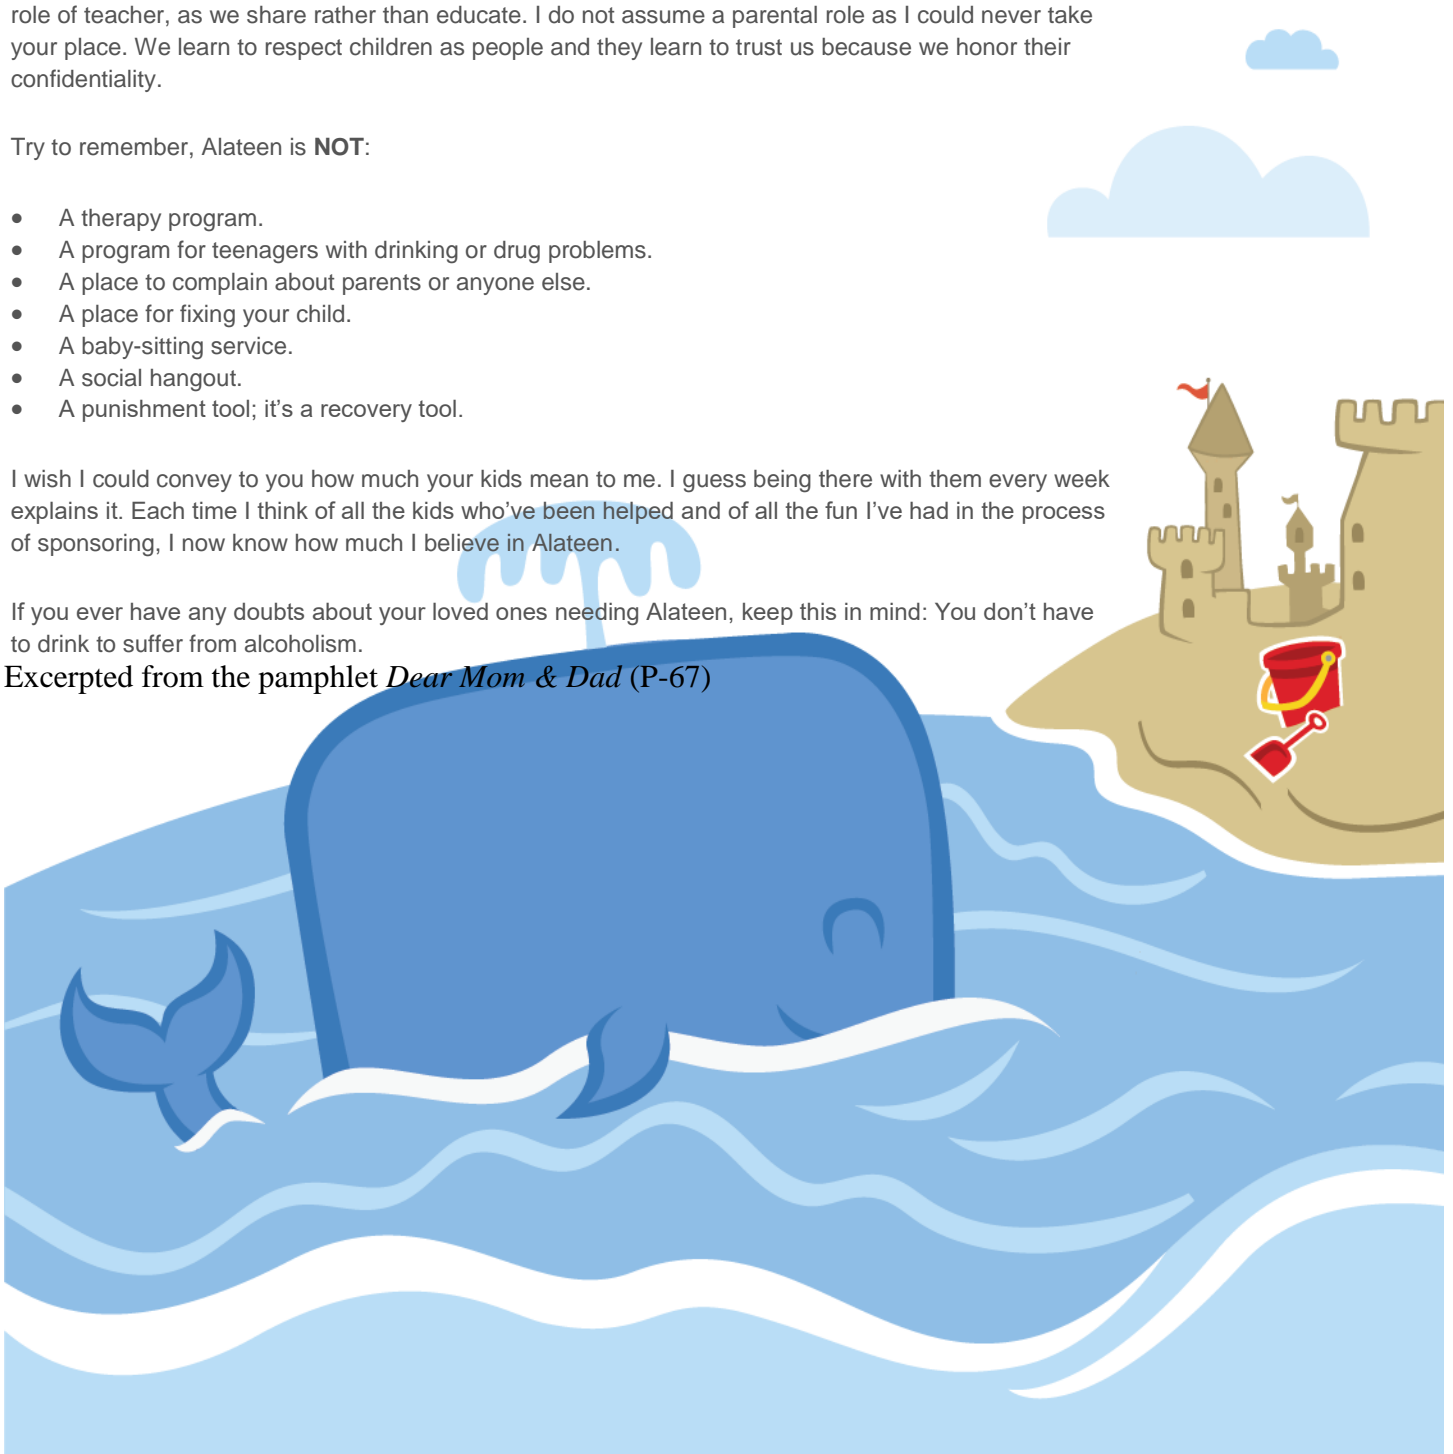 role of teacher, as we share rather than educate. I do not assume a parental role as I could never take
your place. We learn to respect children as people and they learn to trust us because we honor their
confidentiality.
Try to remember, Alateen is NOT:
• A therapy program.
• A program for teenagers with drinking or drug problems.
• A place to complain about parents or anyone else.
• A place for fixing your child.
• A baby-sitting service.
• A social hangout.
• A punishment tool; it’s a recovery tool.
I wish I could convey to you how much your kids mean to me. I guess being there with them every week
explains it. Each time I think of all the kids who’ve been helped and of all the fun I’ve had in the process
of sponsoring, I now know how much I believe in Alateen.
If you ever have any doubts about your loved ones needing Alateen, keep this in mind: You don’t have
to drink to suffer from alcoholism.
Excerpted from the pamphlet Dear Mom & Dad (P-67)